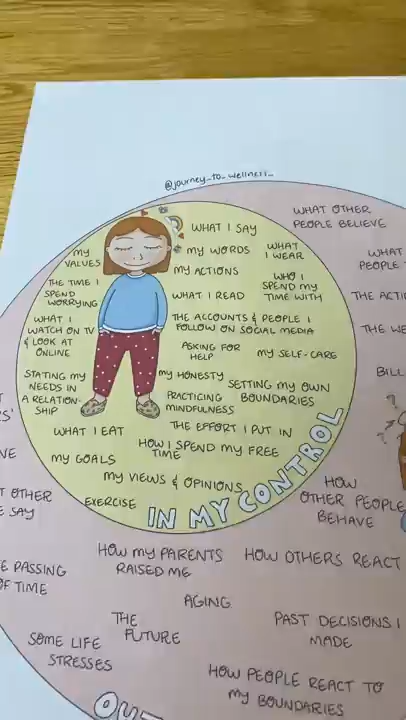 @journey_to_wellness_
WHAT OTHER
PEOPLE BELIEVE
WHAT I SAY
MY WORDS
WHAT
I WEAR
MY
VALUES
MY ACTIONS
WHAT
PEOPLE
THE TIME I
SPEND
WORRYING
WHO I
SPEND MY
TIME WITH
WHAT I READ
WHAT I
WATCH ON TV
& LOOK AT
ONLINE
THE ACCOUNTS & PEOPLE I
FOLLOW ON SOCIAL MEDIA
ASKING FOR
HELP
MY SELF-CARE
STATING MY
NEEDS IN
A RELATION-
SHIP
MY HONESTY
SETTING MY OWN
BOUNDARIES
PRACTICING
MINDFULNESS
WHAT I EAT
THE EFFORT I PUT IN
HOW I SPEND MY FREE
TIME
MY GOALS
MY VIEWS & OPINIONS
EXERCISE
IN MY CONTROL
BILL
OTHER
SAY
HOW
OTHER PEOPLE
BEHAVE
HOW MY PARENTS
RAISED ME
HOW OTHERS REACT
PASSING
OF TIME
AGING
THE
FUTURE
PAST DECISIONS I
MADE
SOME LIFE
STRESSES
HOW PEOPLE REACT TO
MY BOUNDARIES
OUT